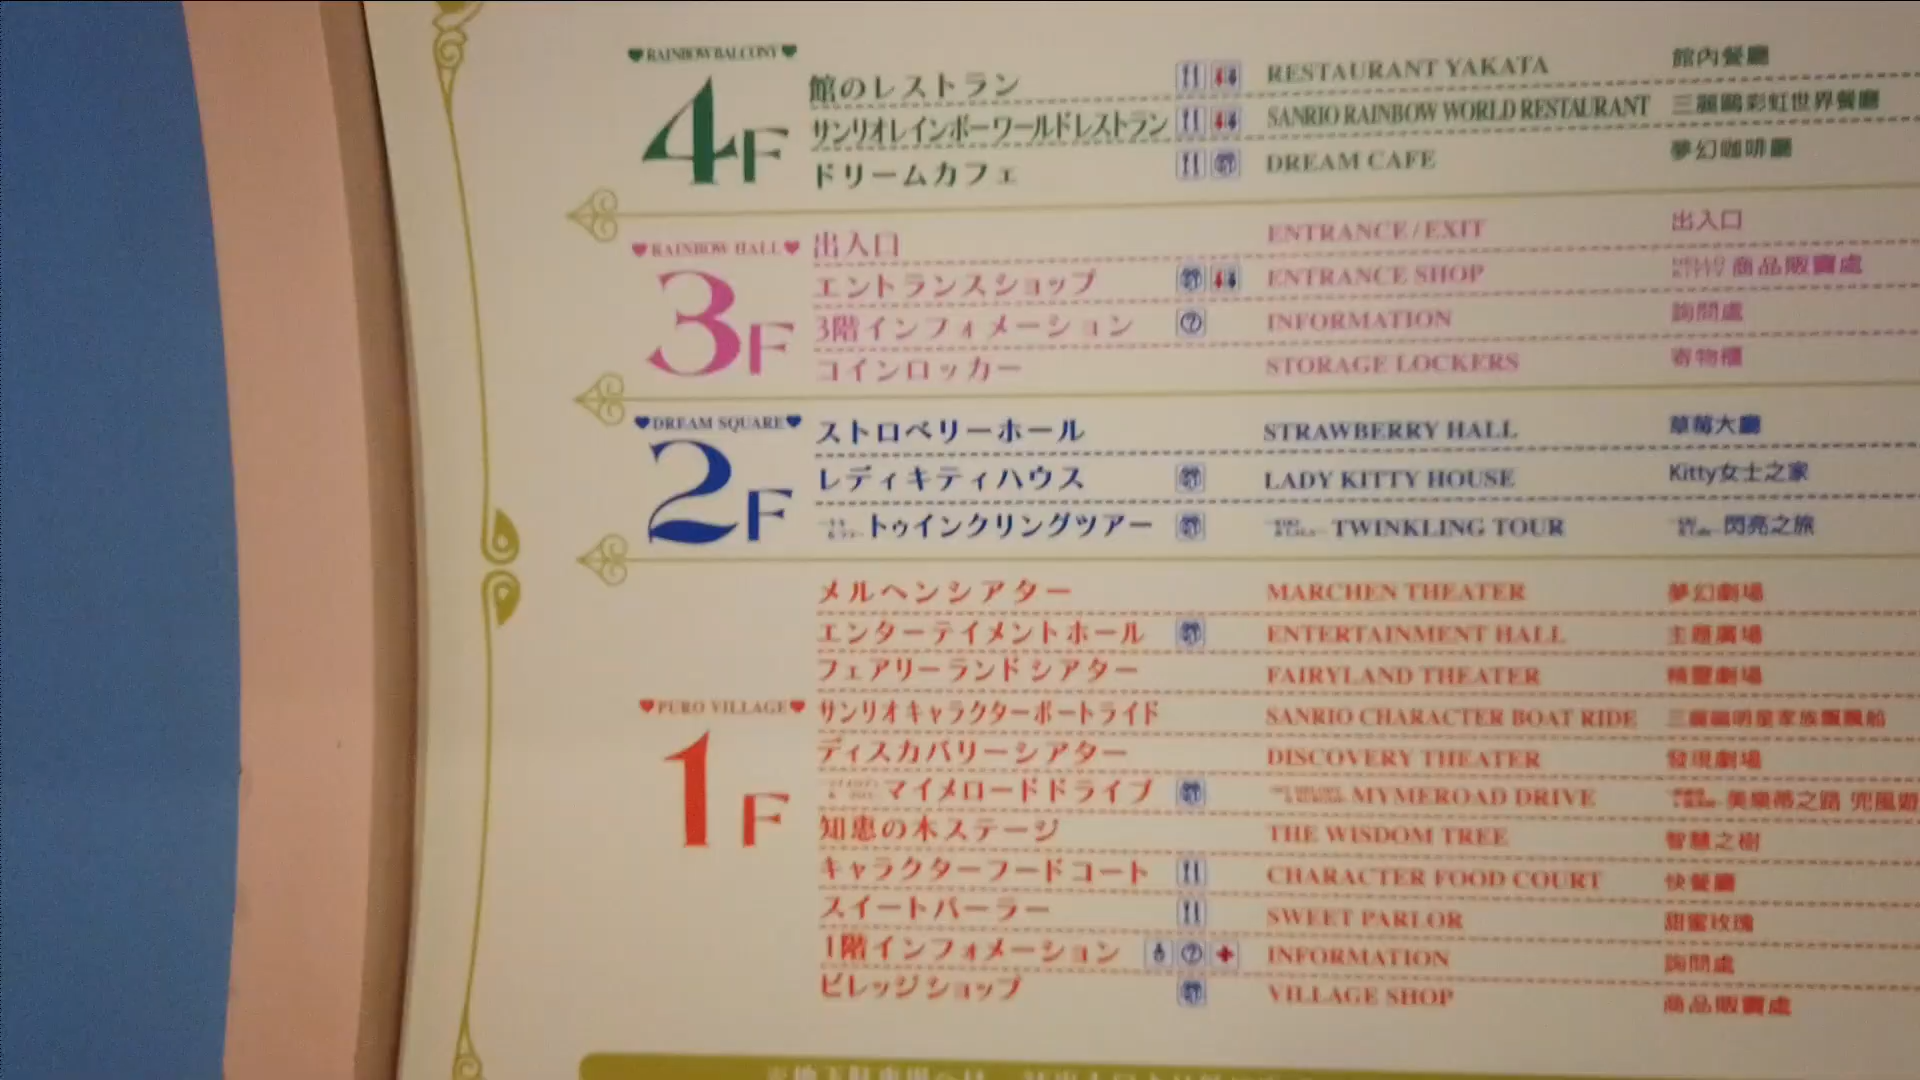 RAINBOW BALCONY
4F
館のレストラン RESTAURANT YAKATA 館內餐廳
サンリオレインボーワールドレストラン SANRIO RAINBOW WORLD RESTAURANT 三麗鷗彩虹世界餐廳
ドリームカフェ DREAM CAFE 夢幻咖啡廳
RAINBOW HALL
3F
出入口 ENTRANCE/EXIT 出入口
エントランスショップ ENTRANCE SHOP 商品販賣處
3階インフォメーション ? INFORMATION 詢問處
コインロッカー STORAGE LOCKERS 寄物櫃
DREAM SQUARE
2F
ストロベリーホール STRAWBERRY HALL 草莓大廳
レディキティハウス LADY KITTY HOUSE Kitty女士之家
トゥインクリングツアー TWINKLING TOUR 閃亮之旅
PURO VILLAGE
1F
メルヘンシアター MARCHEN THEATER 夢幻劇場
エンターテイメントホール ENTERTAINMENT HALL 主題廣場
フェアリーランドシアター FAIRYLAND THEATER 精靈劇場
サンリオキャラクターボートライド SANRIO CHARACTER BOAT RIDE
ディスカバリーシアター DISCOVERY THEATER 發現劇場
マイメロードドライブ MYMEROAD DRIVE 美樂蒂之路 兜風遊
知恵の木ステージ THE WISDOM TREE 智慧之樹
キャラクターフードコート CHARACTER FOOD COURT 快餐廳
スイートパーラー SWEET PARLOR 甜蜜玫瑰
1階インフォメーション ? INFORMATION 詢問處
ビレッジショップ VILLAGE SHOP 商品販賣處